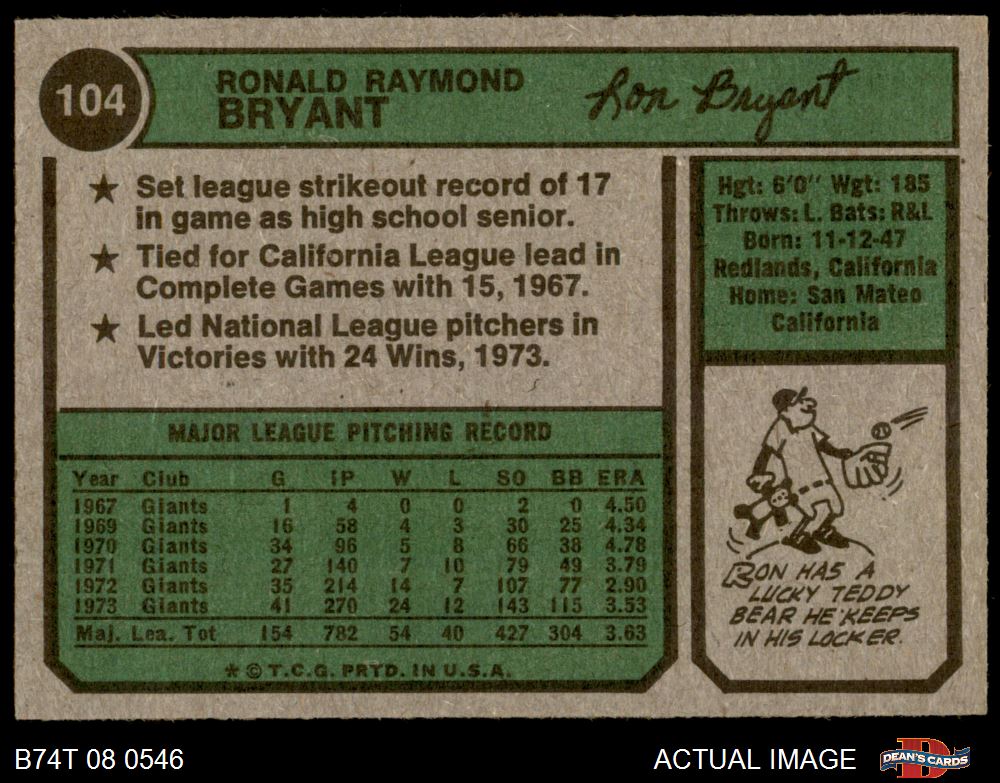 104
RONALD RAYMOND
BRYANT
Ron Bryant
★ Set league strikeout record of 17
in game as high school senior.
★ Tied for California League lead in
Complete Games with 15, 1967.
★ Led National League pitchers in
Victories with 24 Wins, 1973.
Hgt: 6'0" Wgt: 185
Throws: L. Bats: R&L
Born: 11-12-47
Redlands, California
Home: San Mateo
California
MAJOR LEAGUE PITCHING RECORD
Year Club G IP W L SO BB ERA
1967 Giants 1 4 0 0 2 0 4.50
1969 Giants 16 58 4 3 30 25 4.34
1970 Giants 34 96 5 8 66 38 4.78
1971 Giants 27 140 7 10 79 49 3.79
1972 Giants 35 214 14 7 107 77 2.90
1973 Giants 41 270 24 12 143 115 3.53
Maj. Lea. Tot 154 782 54 40 427 304 3.63
* © T.C.G. PRTD. IN U.S.A.
RON HAS A
LUCKY TEDDY
BEAR HE KEEPS
IN HIS LOCKER.
B74T 08 0546
ACTUAL IMAGE
DEAN'S CARDS